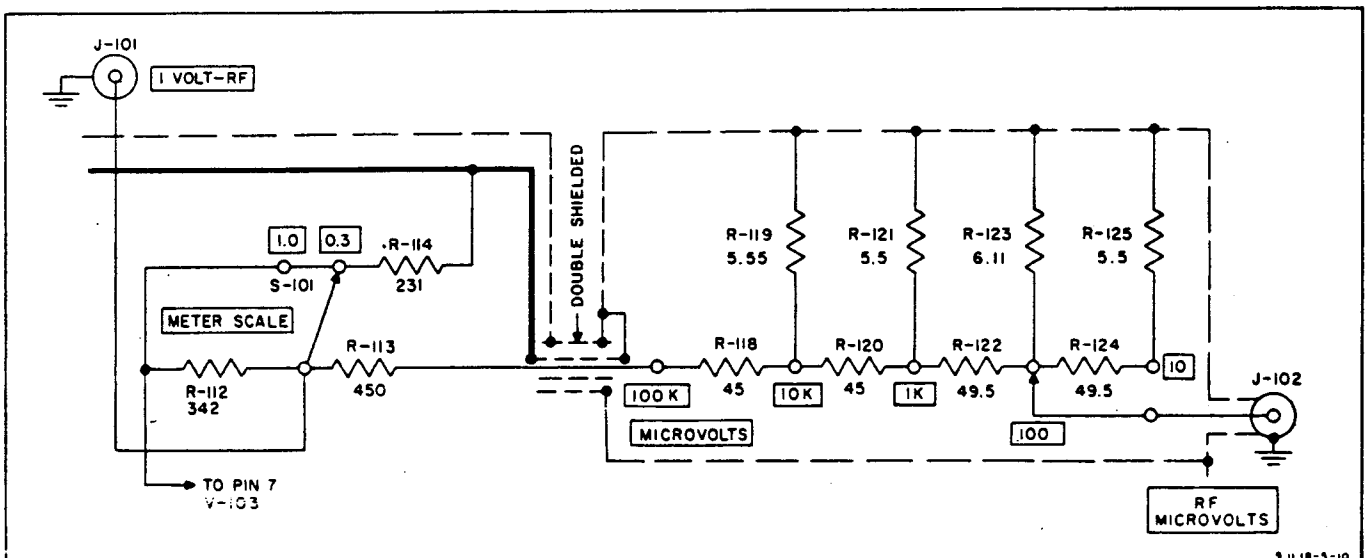 J-101
1 VOLT-RF
DOUBLE SHIELDED
1.0
0.3
R-114
231
S-101
METER SCALE
R-112
342
R-113
450
TO PIN 7
V-103
R-119
5.55
R-121
5.5
R-123
6.11
R-125
5.5
R-118
45
R-120
45
R-122
49.5
R-124
49.5
100 K
10K
1K
.100
10
MICROVOLTS
J-102
RF
MICROVOLTS